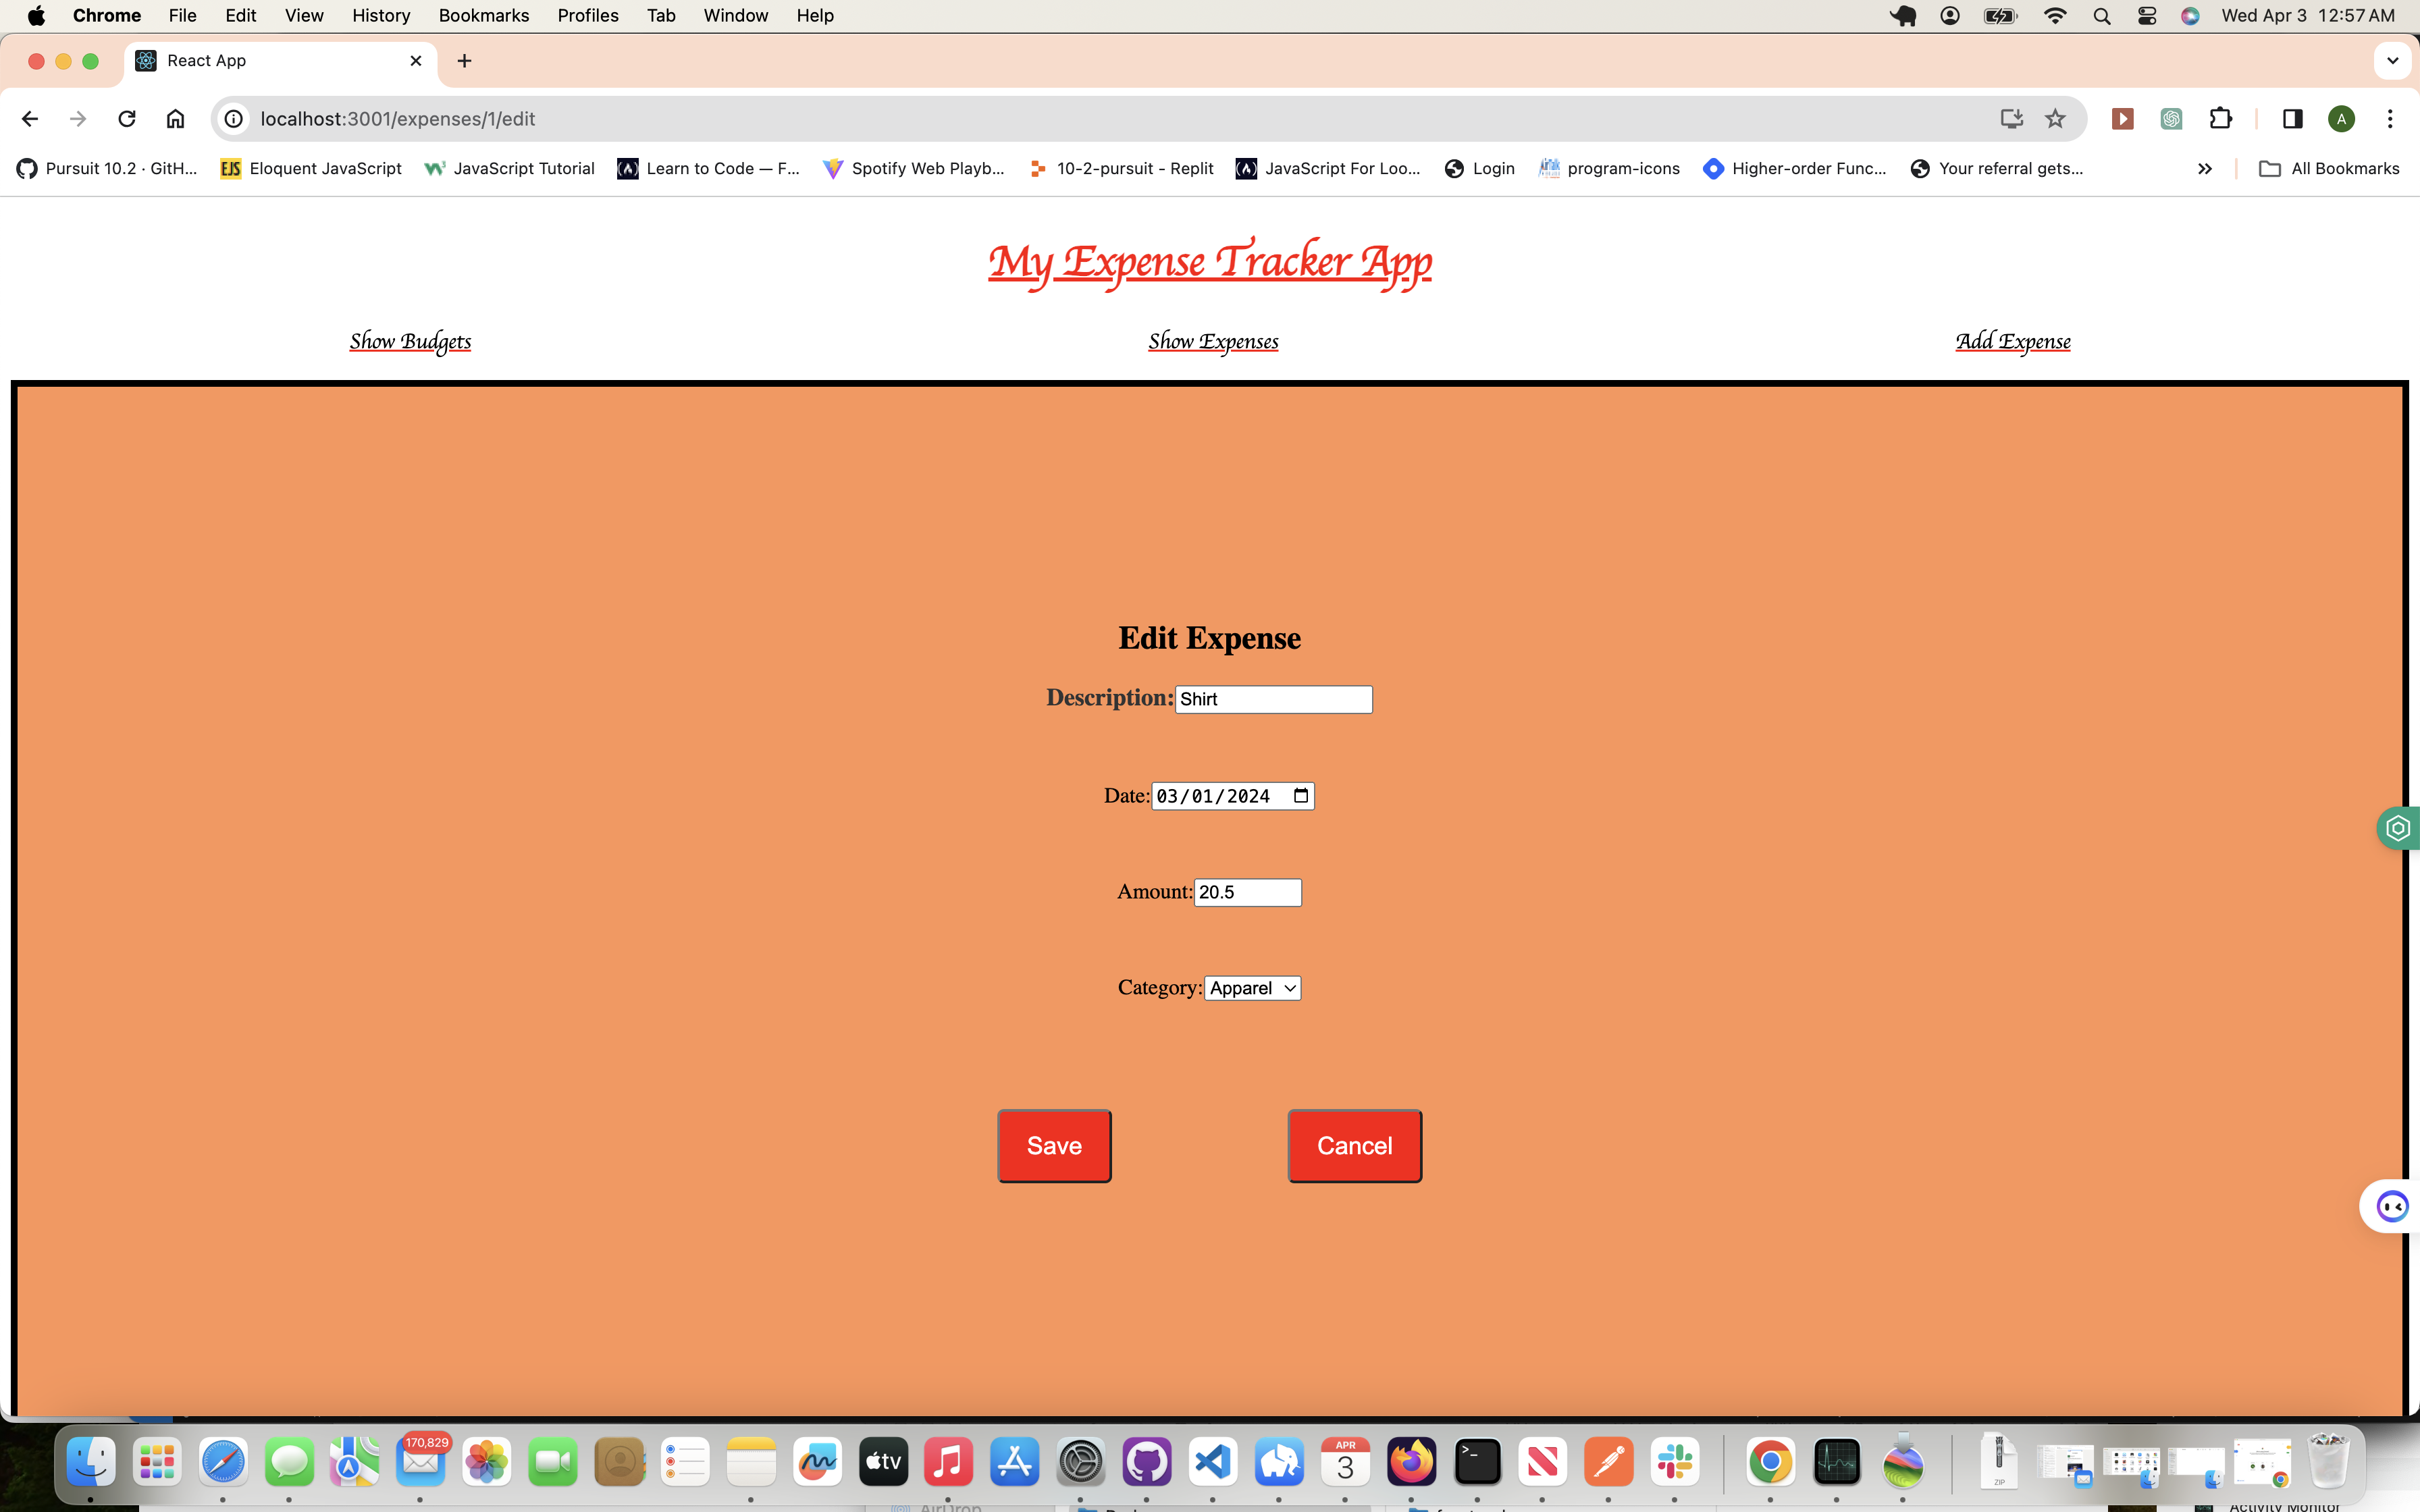 Chrome File Edit View History Bookmarks Profiles Tab Window Help Wed Apr 3 12:57 AM
React App
localhost:3001/expenses/1/edit A
Pursuit 10.2 · GitH... EJS Eloquent JavaScript W3 JavaScript Tutorial Learn to Code — F... Spotify Web Playb... 10-2-pursuit - Replit JavaScript For Loo... Login program-icons Higher-order Func... Your referral gets... All Bookmarks
My Expense Tracker App
Show Budgets Show Expenses Add Expense
Edit Expense
Description: Shirt
Date: 03/01/2024
Amount: 20.5
Category: Apparel
Save Cancel
170,829
tv
APR
3
ZIP